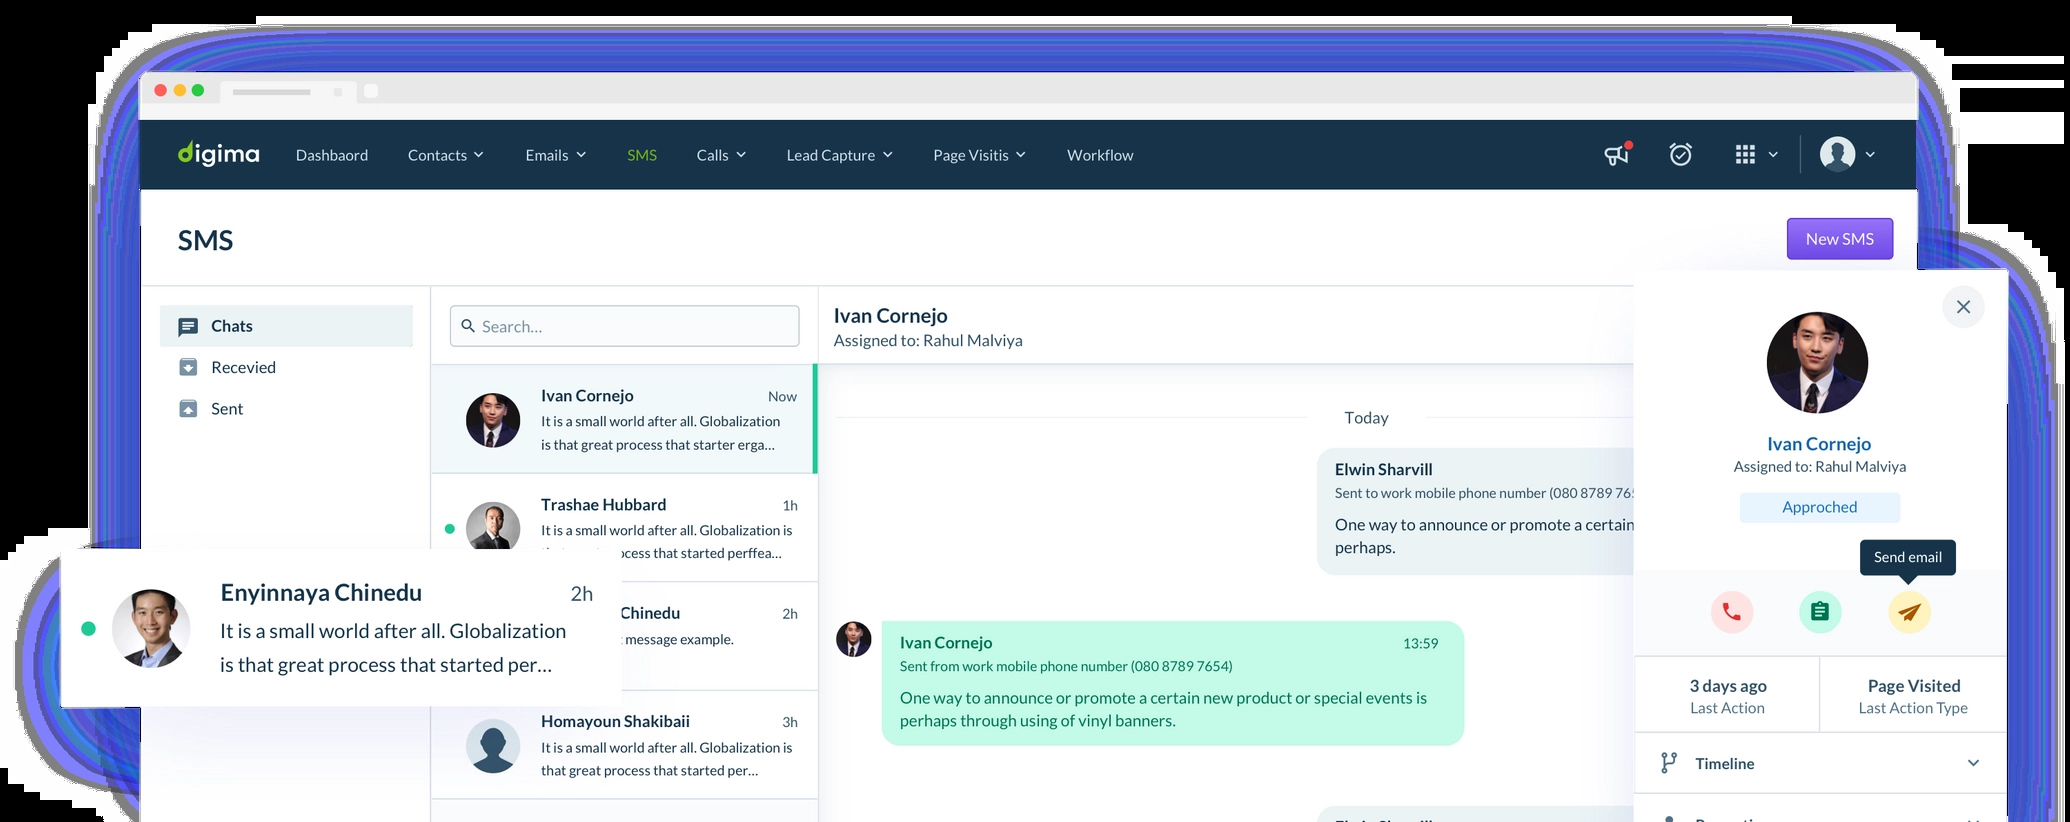 digima
Dashbaord
Contacts
Emails
SMS
Calls
Lead Capture
Page Visitis
Workflow
SMS
New SMS
Chats
Recevied
Sent
Search...
Ivan Cornejo
Now
It is a small world after all. Globalization
is that great process that starter erga...
Trashae Hubbard
1h
It is a small world after all. Globalization is
started perffea...
Chinedu
2h
message example.
Homayoun Shakibaii
3h
It is a small world after all. Globalization is
that great process that started per...
Enyinnaya Chinedu
2h
It is a small world after all. Globalization
is that great process that started per...
Ivan Cornejo
Assigned to: Rahul Malviya
Today
Elwin Sharvill
Sent to work mobile phone number (080 8789 765
One way to announce or promote a certain
perhaps.
Ivan Cornejo
13:59
Sent from work mobile phone number (080 8789 7654)
One way to announce or promote a certain new product or special events is
perhaps through using of vinyl banners.
Ivan Cornejo
Assigned to: Rahul Malviya
Approched
Send email
3 days ago
Last Action
Page Visited
Last Action Type
Timeline